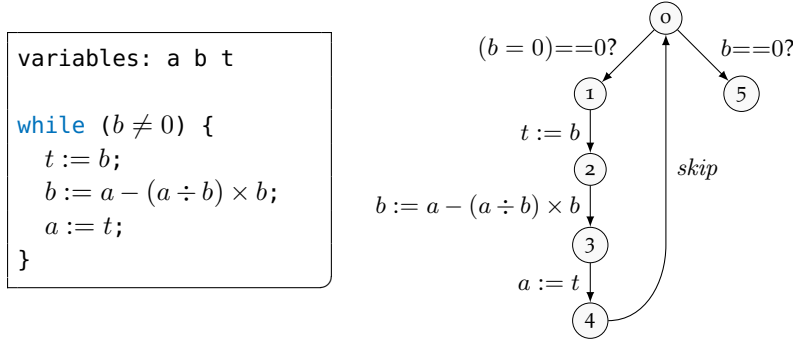 variables: a b t
while (b ≠ 0) {
t := b;
b := a − (a ÷ b) × b;
a := t;
}
0
(b = 0)==0?
b==0?
1
5
t := b
2
skip
b := a − (a ÷ b) × b
3
a := t
4